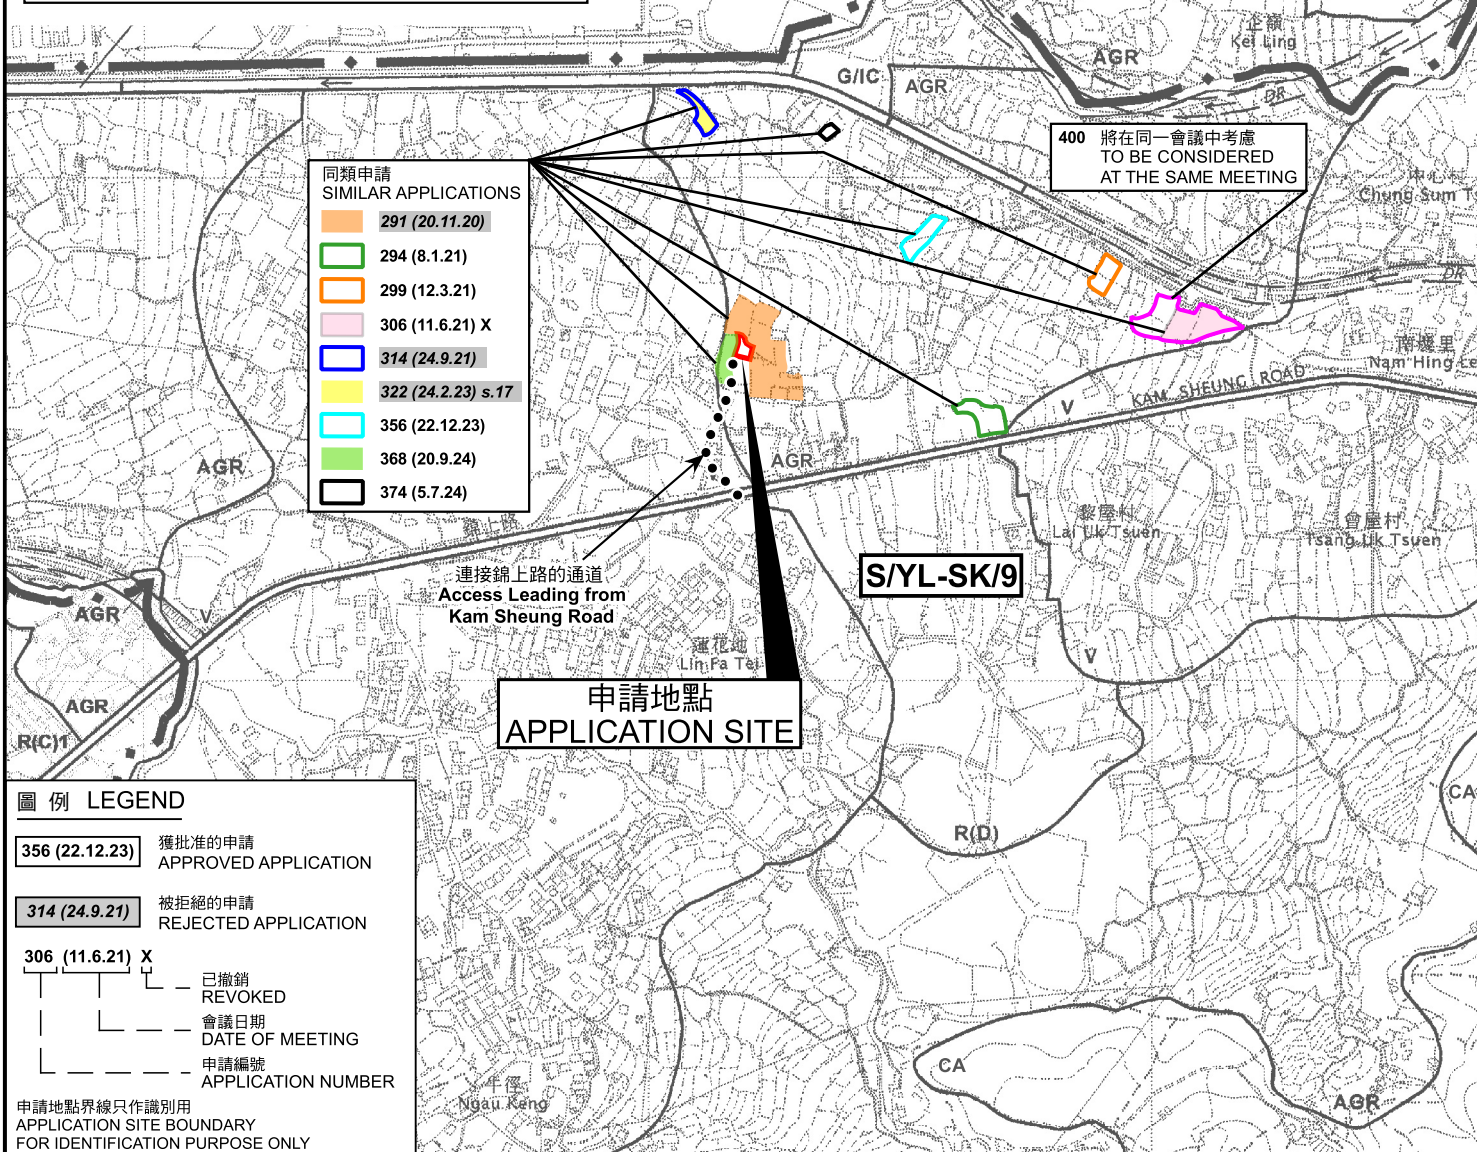 企嶺
Kei Ling
AGR
G/IC
AGR
DR
400 將在同一會議中考慮
TO BE CONSIDERED
AT THE SAME MEETING
中心村
Chung Sum T
同類申請
SIMILAR APPLICATIONS
291 (20.11.20)
294 (8.1.21)
299 (12.3.21)
306 (11.6.21) X
314 (24.9.21)
322 (24.2.23) s.17
356 (22.12.23)
368 (20.9.24)
374 (5.7.24)
DR
南慶里
Nam Hing Le
KAM SHEUNG ROAD
V
AGR
AGR
錦上路
黎屋村
Lai Uk Tsuen
曾屋村
Tsang Uk Tsuen
連接錦上路的通道
Access Leading from
Kam Sheung Road
S/YL-SK/9
AGR
V
蓮花地
Lin Fa Tei
V
申請地點
APPLICATION SITE
AGR
R(C)1
圖 例 LEGEND
356 (22.12.23)
獲批准的申請
APPROVED APPLICATION
314 (24.9.21)
被拒絕的申請
REJECTED APPLICATION
306 (11.6.21) X
已撤銷
REVOKED
會議日期
DATE OF MEETING
申請編號
APPLICATION NUMBER
申請地點界線只作識別用
APPLICATION SITE BOUNDARY
FOR IDENTIFICATION PURPOSE ONLY
R(D)
CA
CA
牛徑
Ngau Keng
AGR